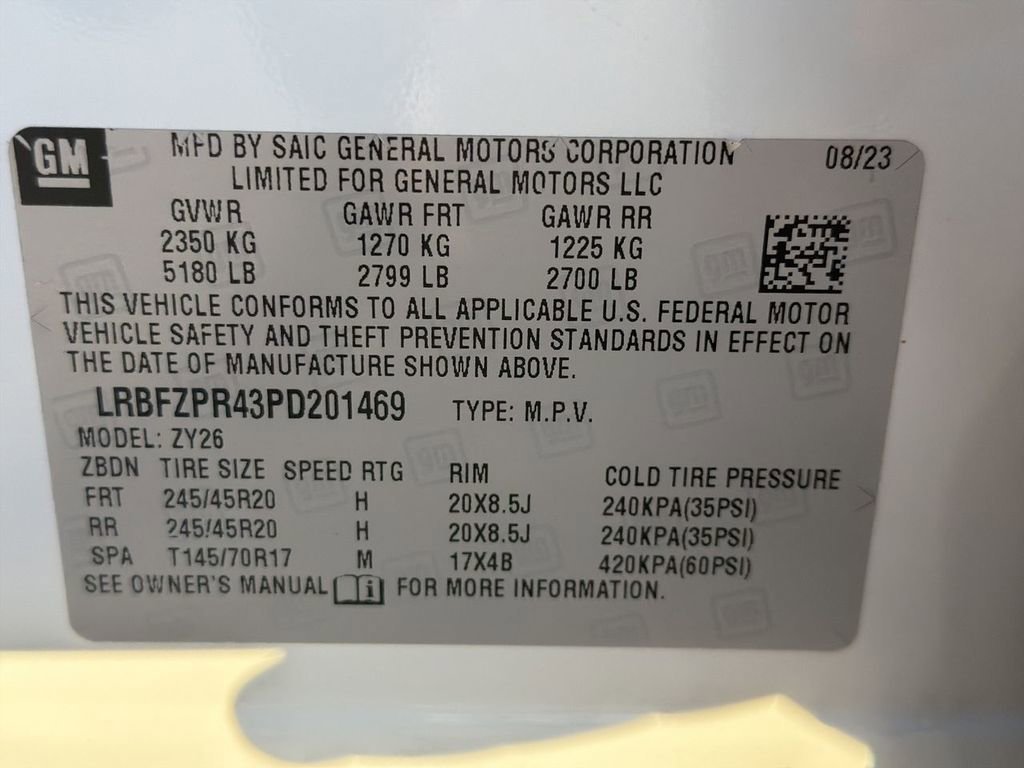 GM
MFD BY SAIC GENERAL MOTORS CORPORATION 08/23
LIMITED FOR GENERAL MOTORS LLC
GVWR GAWR FRT GAWR RR
2350 KG 1270 KG 1225 KG
5180 LB 2799 LB 2700 LB
THIS VEHICLE CONFORMS TO ALL APPLICABLE U.S. FEDERAL MOTOR
VEHICLE SAFETY AND THEFT PREVENTION STANDARDS IN EFFECT ON
THE DATE OF MANUFACTURE SHOWN ABOVE.
LRBFZPR43PD201469 TYPE: M.P.V.
MODEL: ZY26
ZBDN TIRE SIZE SPEED RTG RIM COLD TIRE PRESSURE
FRT 245/45R20 H 20X8.5J 240KPA(35PSI)
RR 245/45R20 H 20X8.5J 240KPA(35PSI)
SPA T145/70R17 M 17X4B 420KPA(60PSI)
SEE OWNER'S MANUAL FOR MORE INFORMATION.